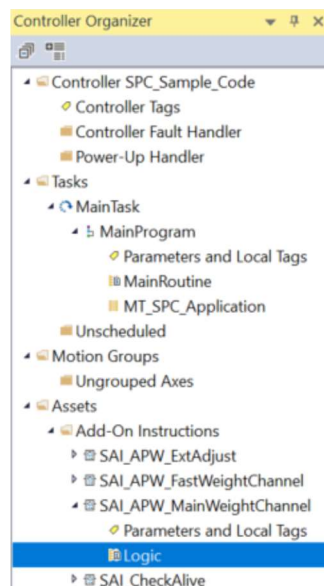 Controller Organizer
Controller SPC_Sample_Code
Controller Tags
Controller Fault Handler
Power-Up Handler
Tasks
MainTask
MainProgram
Parameters and Local Tags
MainRoutine
MT_SPC_Application
Unscheduled
Motion Groups
Ungrouped Axes
Assets
Add-On Instructions
SAI_APW_ExtAdjust
SAI_APW_FastWeightChannel
SAI_APW_MainWeightChannel
Parameters and Local Tags
Logic
SAI_CheckAlive